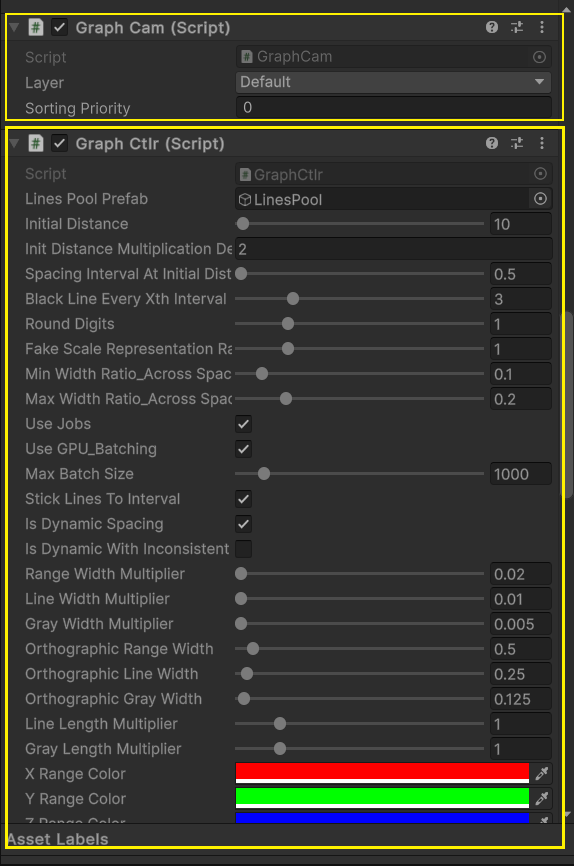 # Graph Cam (Script)
Script # GraphCam
Layer Default
Sorting Priority 0
# Graph Ctlr (Script)
Script # GraphCtlr
Lines Pool Prefab LinesPool
Initial Distance 10
Init Distance Multiplication De 2
Spacing Interval At Initial Dist 0.5
Black Line Every Xth Interval 3
Round Digits 1
Fake Scale Representation Ra 1
Min Width Ratio_Across Spac 0.1
Max Width Ratio_Across Spac 0.2
Use Jobs
Use GPU_Batching
Max Batch Size 1000
Stick Lines To Interval
Is Dynamic Spacing
Is Dynamic With Inconsistent
Range Width Multiplier 0.02
Line Width Multiplier 0.01
Gray Width Multiplier 0.005
Orthographic Range Width 0.5
Orthographic Line Width 0.25
Orthographic Gray Width 0.125
Line Length Multiplier 1
Gray Length Multiplier 1
X Range Color
Y Range Color
Z Range Color
Asset Labels